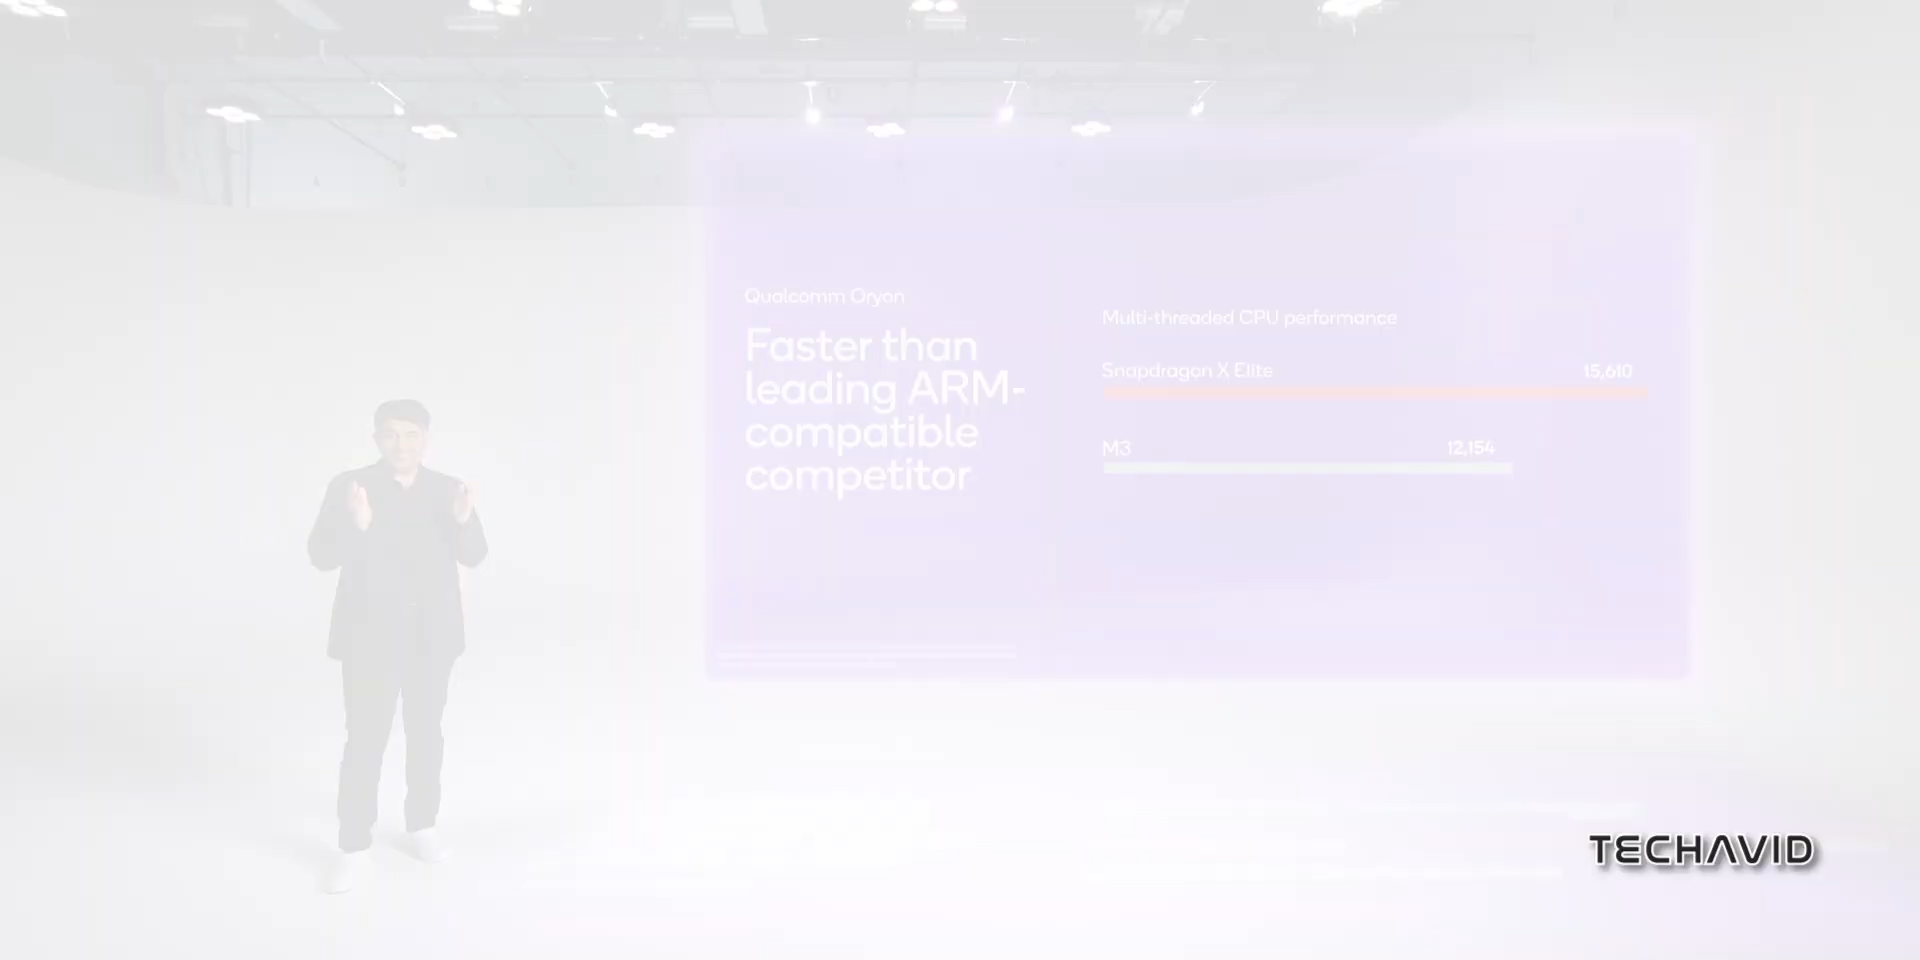 Qualcomm Oryon
Faster than
leading ARM-
compatible
competitor
Multi-threaded CPU performance
Snapdragon X Elite
15,610
M3
12,154
TECHAVID